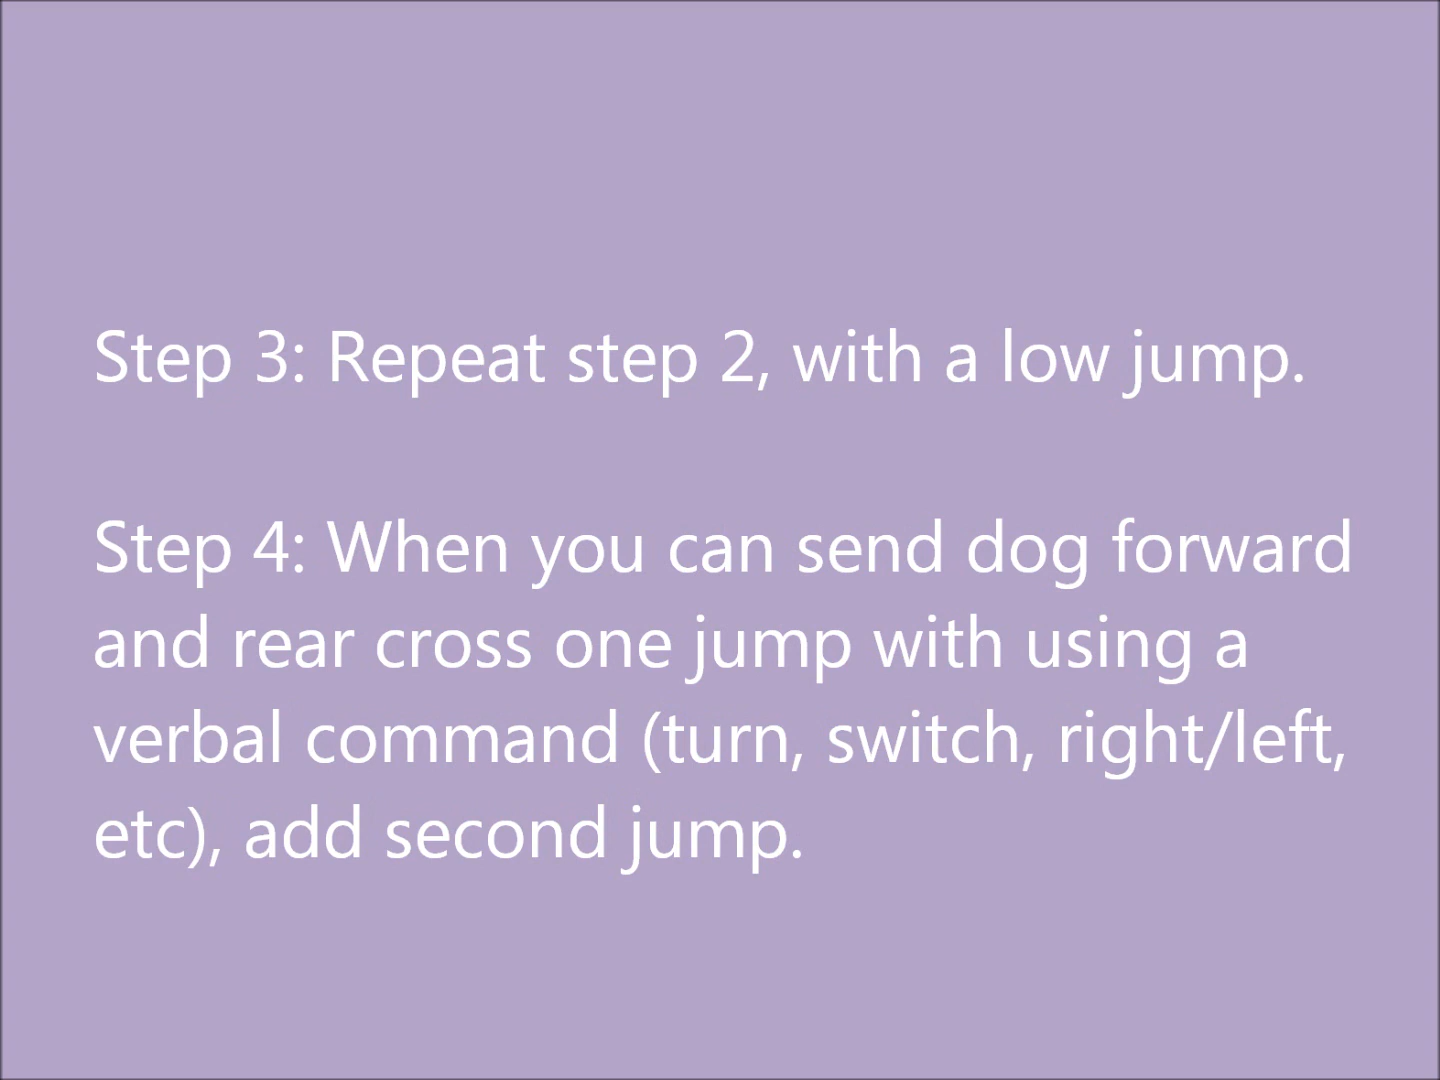 Step 3: Repeat step 2, with a low jump.
Step 4: When you can send dog forward
and rear cross one jump with using a
verbal command (turn, switch, right/left,
etc), add second jump.